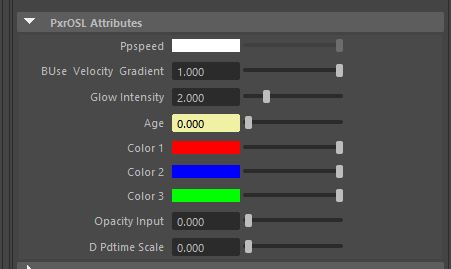 PxrOSL Attributes
Ppspeed
BUse Velocity Gradient 1.000
Glow Intensity 2.000
Age 0.000
Color 1
Color 2
Color 3
Opacity Input 0.000
D Pdtime Scale 0.000